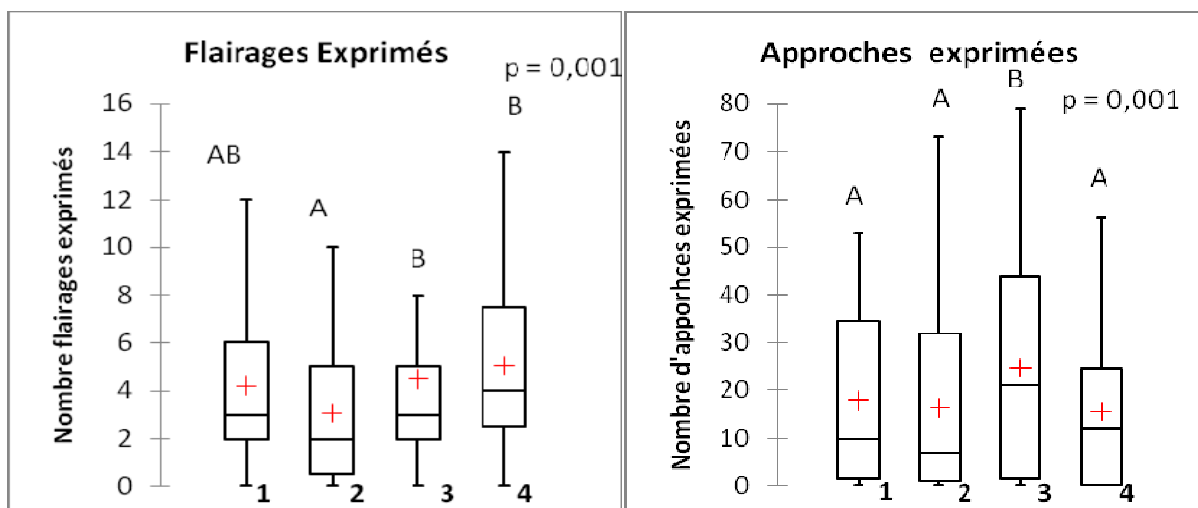 Flairages Exprimés
p = 0,001
Nombre flairages exprimés
16
14
12
10
8
6
4
2
0
AB
A
B
B
1
2
3
4
Approches exprimées
p = 0,001
Nombre d'apporhces exprimées
80
70
60
50
40
30
20
10
0
A
A
B
A
1
2
3
4